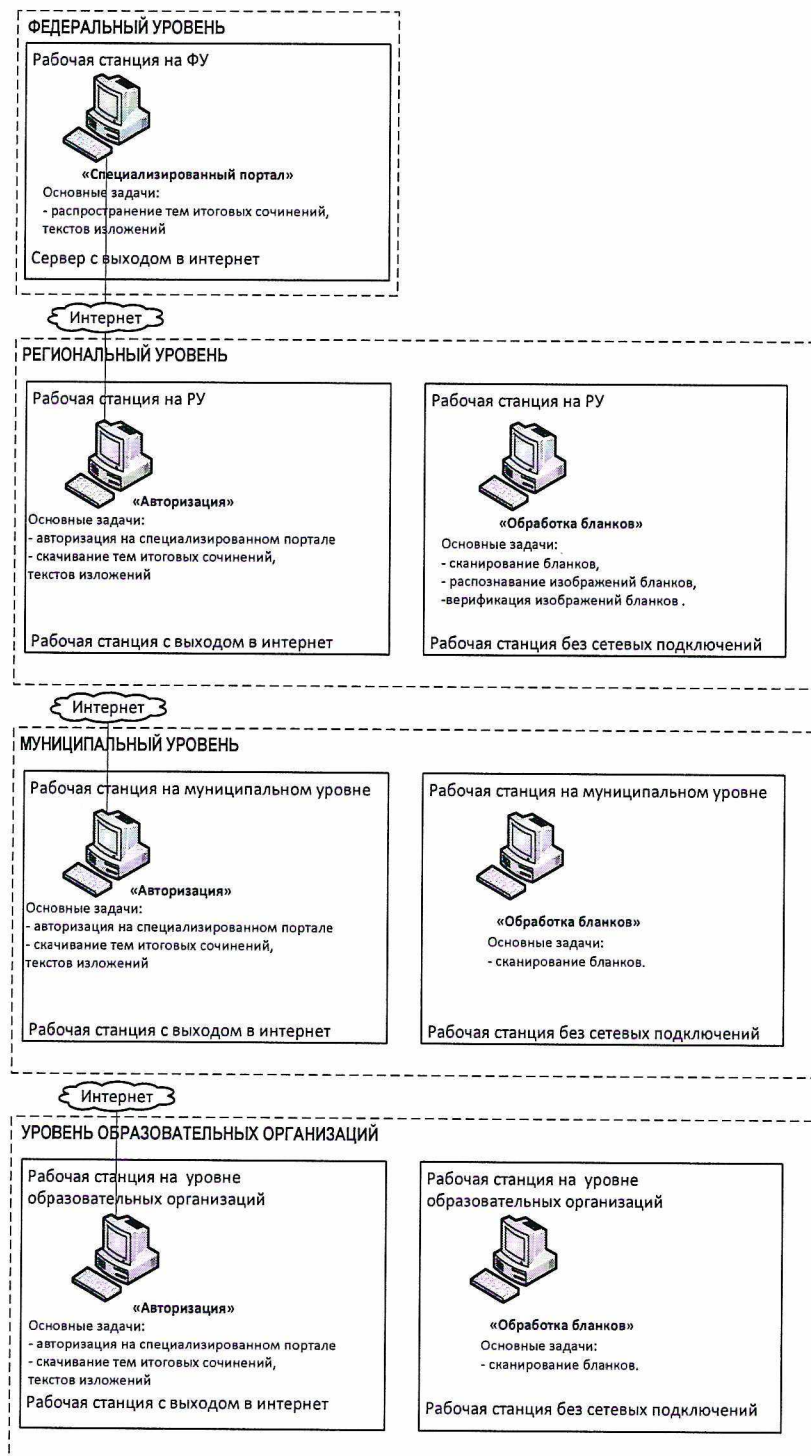 ФЕДЕРАЛЬНЫЙ УРОВЕНЬ
Рабочая станция на ФУ
«Специализированный портал»
Основные задачи:
- распространение тем итоговых сочинений,
текстов изложений
Сервер с выходом в интернет
Интернет
РЕГИОНАЛЬНЫЙ УРОВЕНЬ
Рабочая станция на РУ
«Авторизация»
Основные задачи:
- авторизация на специализированном портале
- скачивание тем итоговых сочинений,
текстов изложений
Рабочая станция с выходом в интернет
Рабочая станция на РУ
«Обработка бланков»
Основные задачи:
- сканирование бланков,
- распознавание изображений бланков,
-верификация изображений бланков .
Рабочая станция без сетевых подключений
Интернет
МУНИЦИПАЛЬНЫЙ УРОВЕНЬ
Рабочая станция на муниципальном уровне
«Авторизация»
Основные задачи:
- авторизация на специализированном портале
- скачивание тем итоговых сочинений,
текстов изложений
Рабочая станция с выходом в интернет
Рабочая станция на муниципальном уровне
«Обработка бланков»
Основные задачи:
- сканирование бланков.
Рабочая станция без сетевых подключений
Интернет
УРОВЕНЬ ОБРАЗОВАТЕЛЬНЫХ ОРГАНИЗАЦИЙ
Рабочая станция на уровне
образовательных организаций
«Авторизация»
Основные задачи:
- авторизация на специализированном портале
- скачивание тем итоговых сочинений,
текстов изложений
Рабочая станция с выходом в интернет
Рабочая станция на уровне
образовательных организаций
«Обработка бланков»
Основные задачи:
- сканирование бланков.
Рабочая станция без сетевых подключений